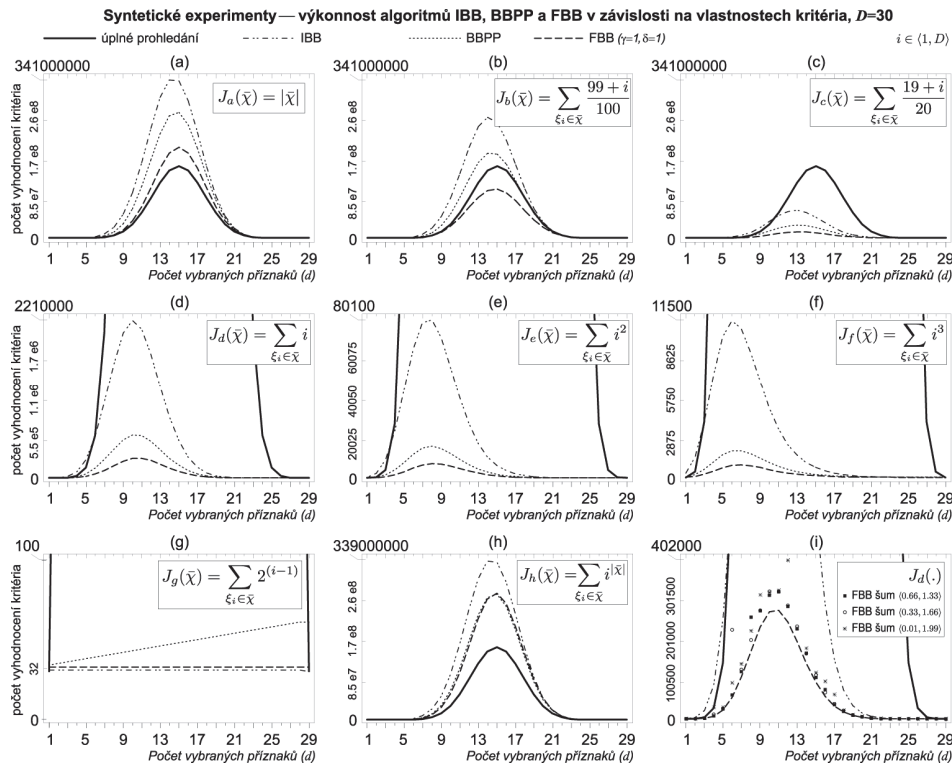 Syntetické experimenty — výkonnost algoritmů IBB, BBPP a FBB v závislosti na vlastnostech kritéria, D=30
úplné prohledání IBB BBPP FBB (γ=1,δ=1) i ∈ ⟨1, D⟩
(a)
341000000
J_a(χ̄) = |χ̄|
počet vyhodnocení kritéria
2.6 e8
1.7 e8
8.5 e7
0
1 5 9 13 17 21 25 29
Počet vybraných příznaků (d)
(b)
341000000
J_b(χ̄) = ∑_{ξ_i∈χ̄} (99 + i)/100
2.6 e8
1.7 e8
8.5 e7
0
1 5 9 13 17 21 25 29
Počet vybraných příznaků (d)
(c)
341000000
J_c(χ̄) = ∑_{ξ_i∈χ̄} (19 + i)/20
2.6 e8
1.7 e8
8.5 e7
0
1 5 9 13 17 21 25 29
Počet vybraných příznaků (d)
(d)
2210000
J_d(χ̄) = ∑_{ξ_i∈χ̄} i
počet vyhodnocení kritéria
1.7 e6
1.1 e6
5.5 e5
0
1 5 9 13 17 21 25 29
Počet vybraných příznaků (d)
(e)
80100
J_e(χ̄) = ∑_{ξ_i∈χ̄} i²
60075
40050
20025
0
1 5 9 13 17 21 25 29
Počet vybraných příznaků (d)
(f)
11500
J_f(χ̄) = ∑_{ξ_i∈χ̄} i³
8625
5750
2875
0
1 5 9 13 17 21 25 29
Počet vybraných příznaků (d)
(g)
100
J_g(χ̄) = ∑_{ξ_i∈χ̄} 2^{(i−1)}
počet vyhodnocení kritéria
32
0
1 5 9 13 17 21 25 29
Počet vybraných příznaků (d)
(h)
339000000
J_h(χ̄) = ∑_{ξ_i∈χ̄} i^{|χ̄|}
2.6 e8
1.7 e8
8.5 e7
0
1 5 9 13 17 21 25 29
Počet vybraných příznaků (d)
(i)
402000
J_d(.)
FBB šum ⟨0.66, 1.33⟩
FBB šum ⟨0.33, 1.66⟩
FBB šum ⟨0.01, 1.99⟩
301500
201000
100500
0
1 5 9 13 17 21 25 29
Počet vybraných příznaků (d)